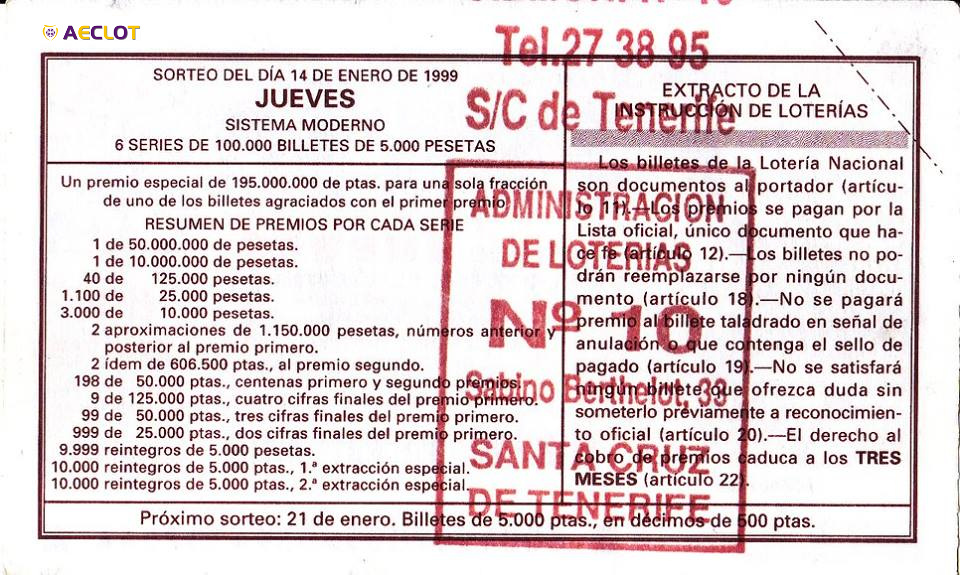 AECLOT
Tel.27 38 95
S/C de Tenerife
SORTEO DEL DÍA 14 DE ENERO DE 1999
JUEVES
SISTEMA MODERNO
6 SERIES DE 100.000 BILLETES DE 5.000 PESETAS
Un premio especial de 195.000.000 de ptas. para una sola fracción
de uno de los billetes agraciados con el primer premio
RESUMEN DE PREMIOS POR CADA SERIE
1 de 50.000.000 de pesetas.
1 de 10.000.000 de pesetas.
40 de 125.000 pesetas.
1.100 de 25.000 pesetas.
3.000 de 10.000 pesetas.
2 aproximaciones de 1.150.000 pesetas, números anterior y
posterior al premio primero.
2 ídem de 606.500 ptas., al premio segundo.
198 de 50.000 ptas., centenas primero y segundo premios.
9 de 125.000 ptas., cuatro cifras finales del premio primero.
99 de 50.000 ptas., tres cifras finales del premio primero.
999 de 25.000 ptas., dos cifras finales del premio primero.
9.999 reintegros de 5.000 pesetas.
10.000 reintegros de 5.000 ptas., 1.ª extracción especial.
10.000 reintegros de 5.000 ptas., 2.ª extracción especial.
EXTRACTO DE LA
INSTRUCCIÓN DE LOTERÍAS
Los billetes de la Lotería Nacional
son documentos al portador (artícu-
lo 11).—Los premios se pagan por la
Lista oficial, único documento que ha-
ce fe (artículo 12).—Los billetes no po-
drán reemplazarse por ningún docu-
mento (artículo 18).—No se pagará
premio al billete taladrado en señal de
anulación o que contenga el sello de
pagado (artículo 19).—No se satisfará
ningún billete que ofrezca duda sin
someterlo previamente a reconocimien-
to oficial (artículo 20).—El derecho al
cobro de premios caduca a los TRES
MESES (artículo 22).
ADMINISTRACION
DE LOTERIAS
Nº 10
Sabino Berthelot, 33
SANTA CRUZ
DE TENERIFE
Próximo sorteo: 21 de enero. Billetes de 5.000 ptas., en décimos de 500 ptas.